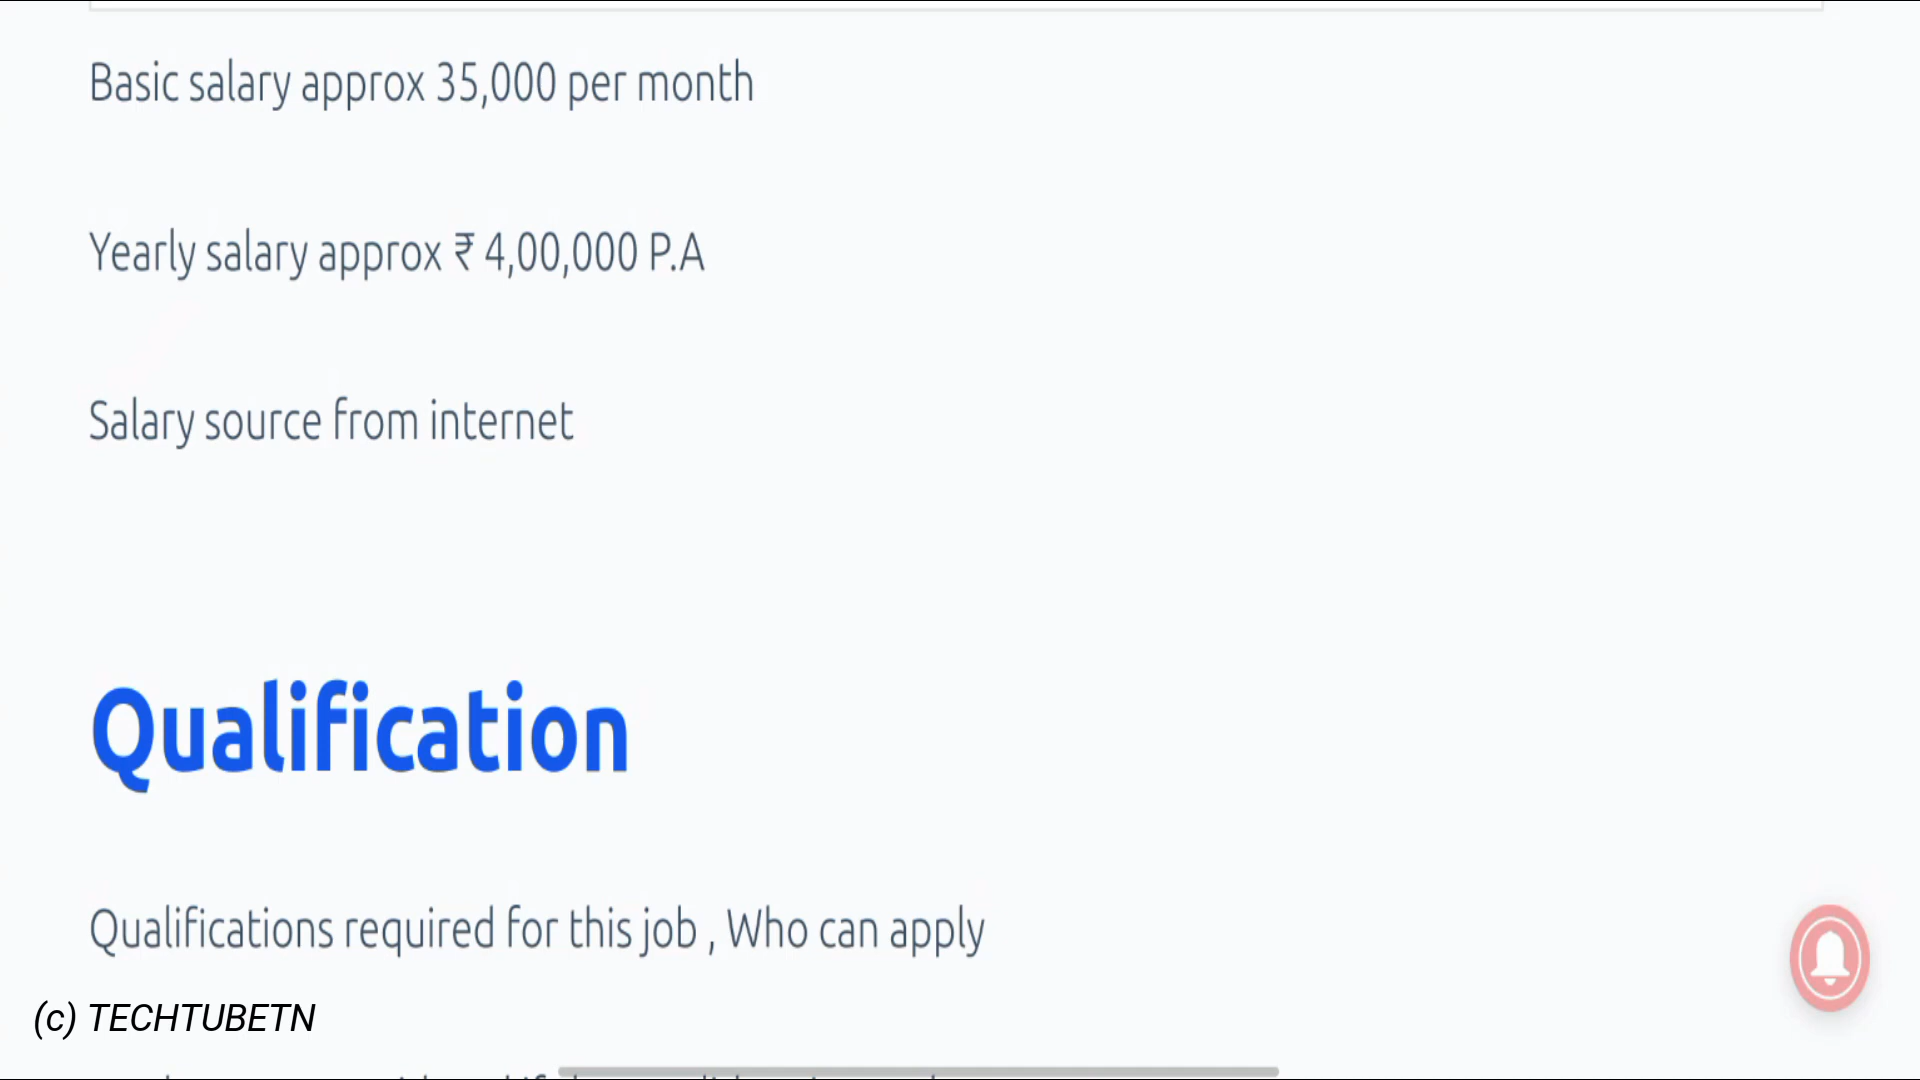 Basic salary approx 35,000 per month
Yearly salary approx ₹ 4,00,000 P.A
Salary source from internet
Qualification
Qualifications required for this job , Who can apply
(c) TECHTUBETN